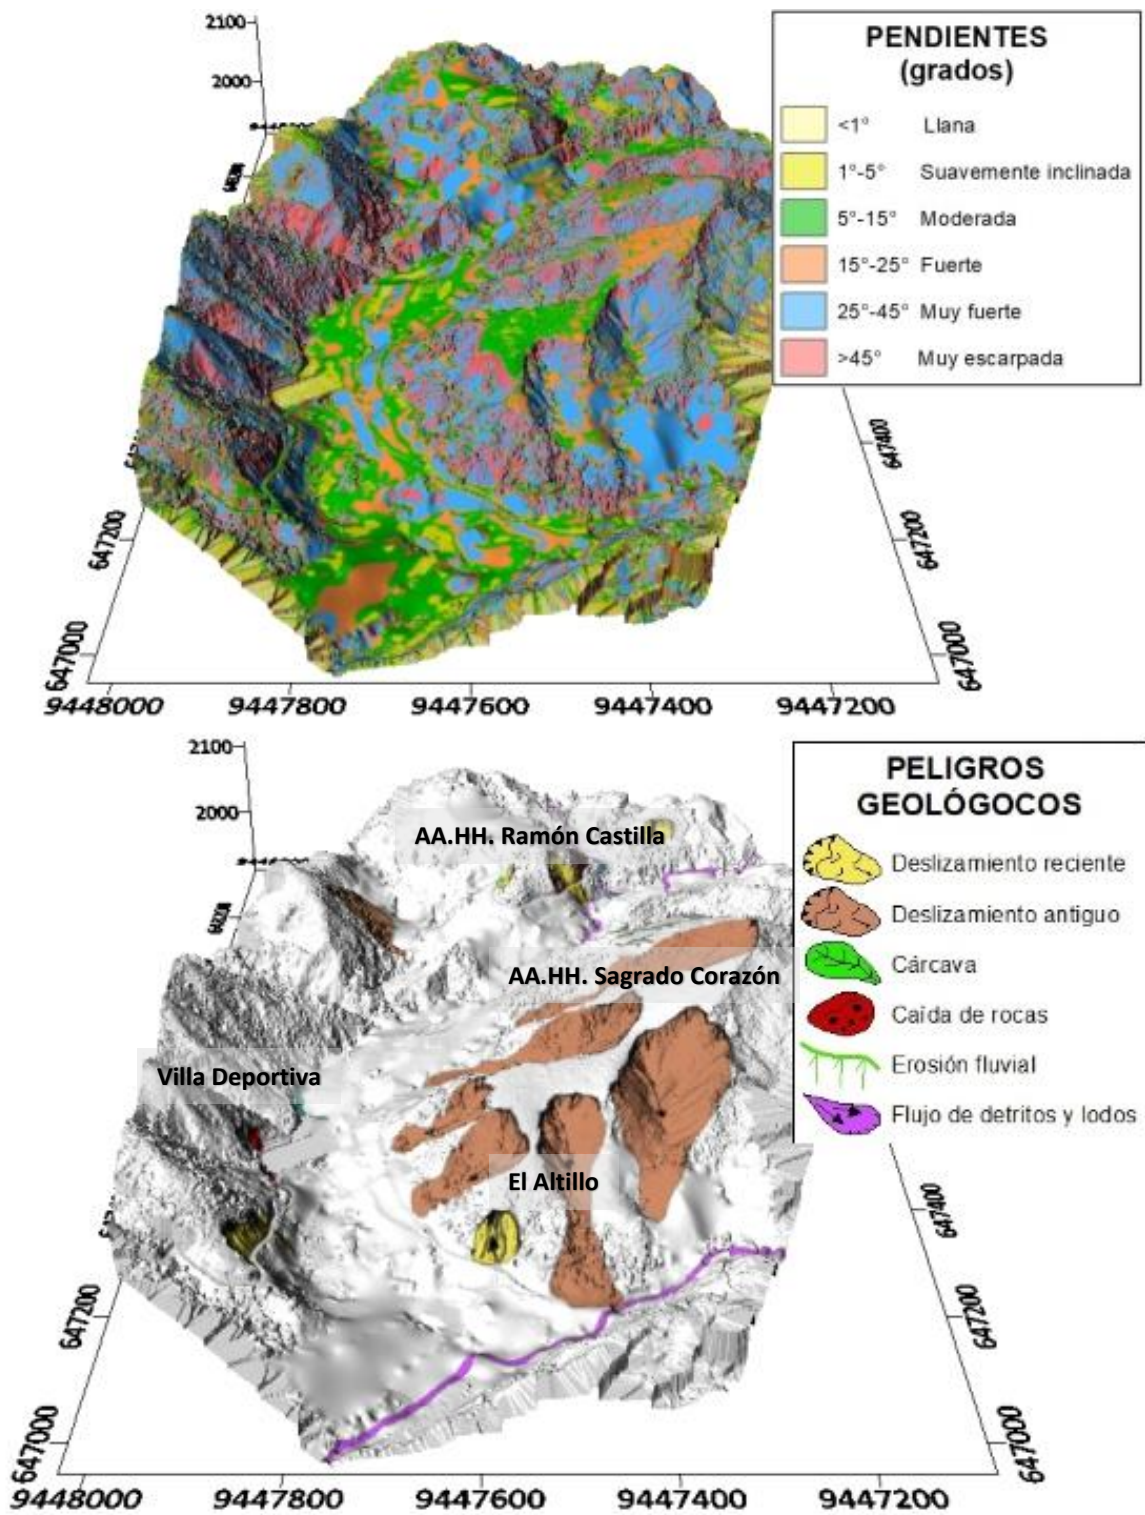 2100
2000
PENDIENTES
(grados)
<1° Llana
1°-5° Suavemente inclinada
5°-15° Moderada
15°-25° Fuerte
25°-45° Muy fuerte
>45° Muy escarpada
647400
647200
647200
647000
647000
9448000
9447800
9447600
9447400
9447200
2100
2000
PELIGROS
GEOLÓGOCOS
AA.HH. Ramón Castilla
Deslizamiento reciente
Deslizamiento antiguo
AA.HH. Sagrado Corazón
Cárcava
Caída de rocas
Villa Deportiva
Erosión fluvial
Flujo de detritos y lodos
El Altillo
647400
647200
647200
647000
647000
9448000
9447800
9447600
9447400
9447200